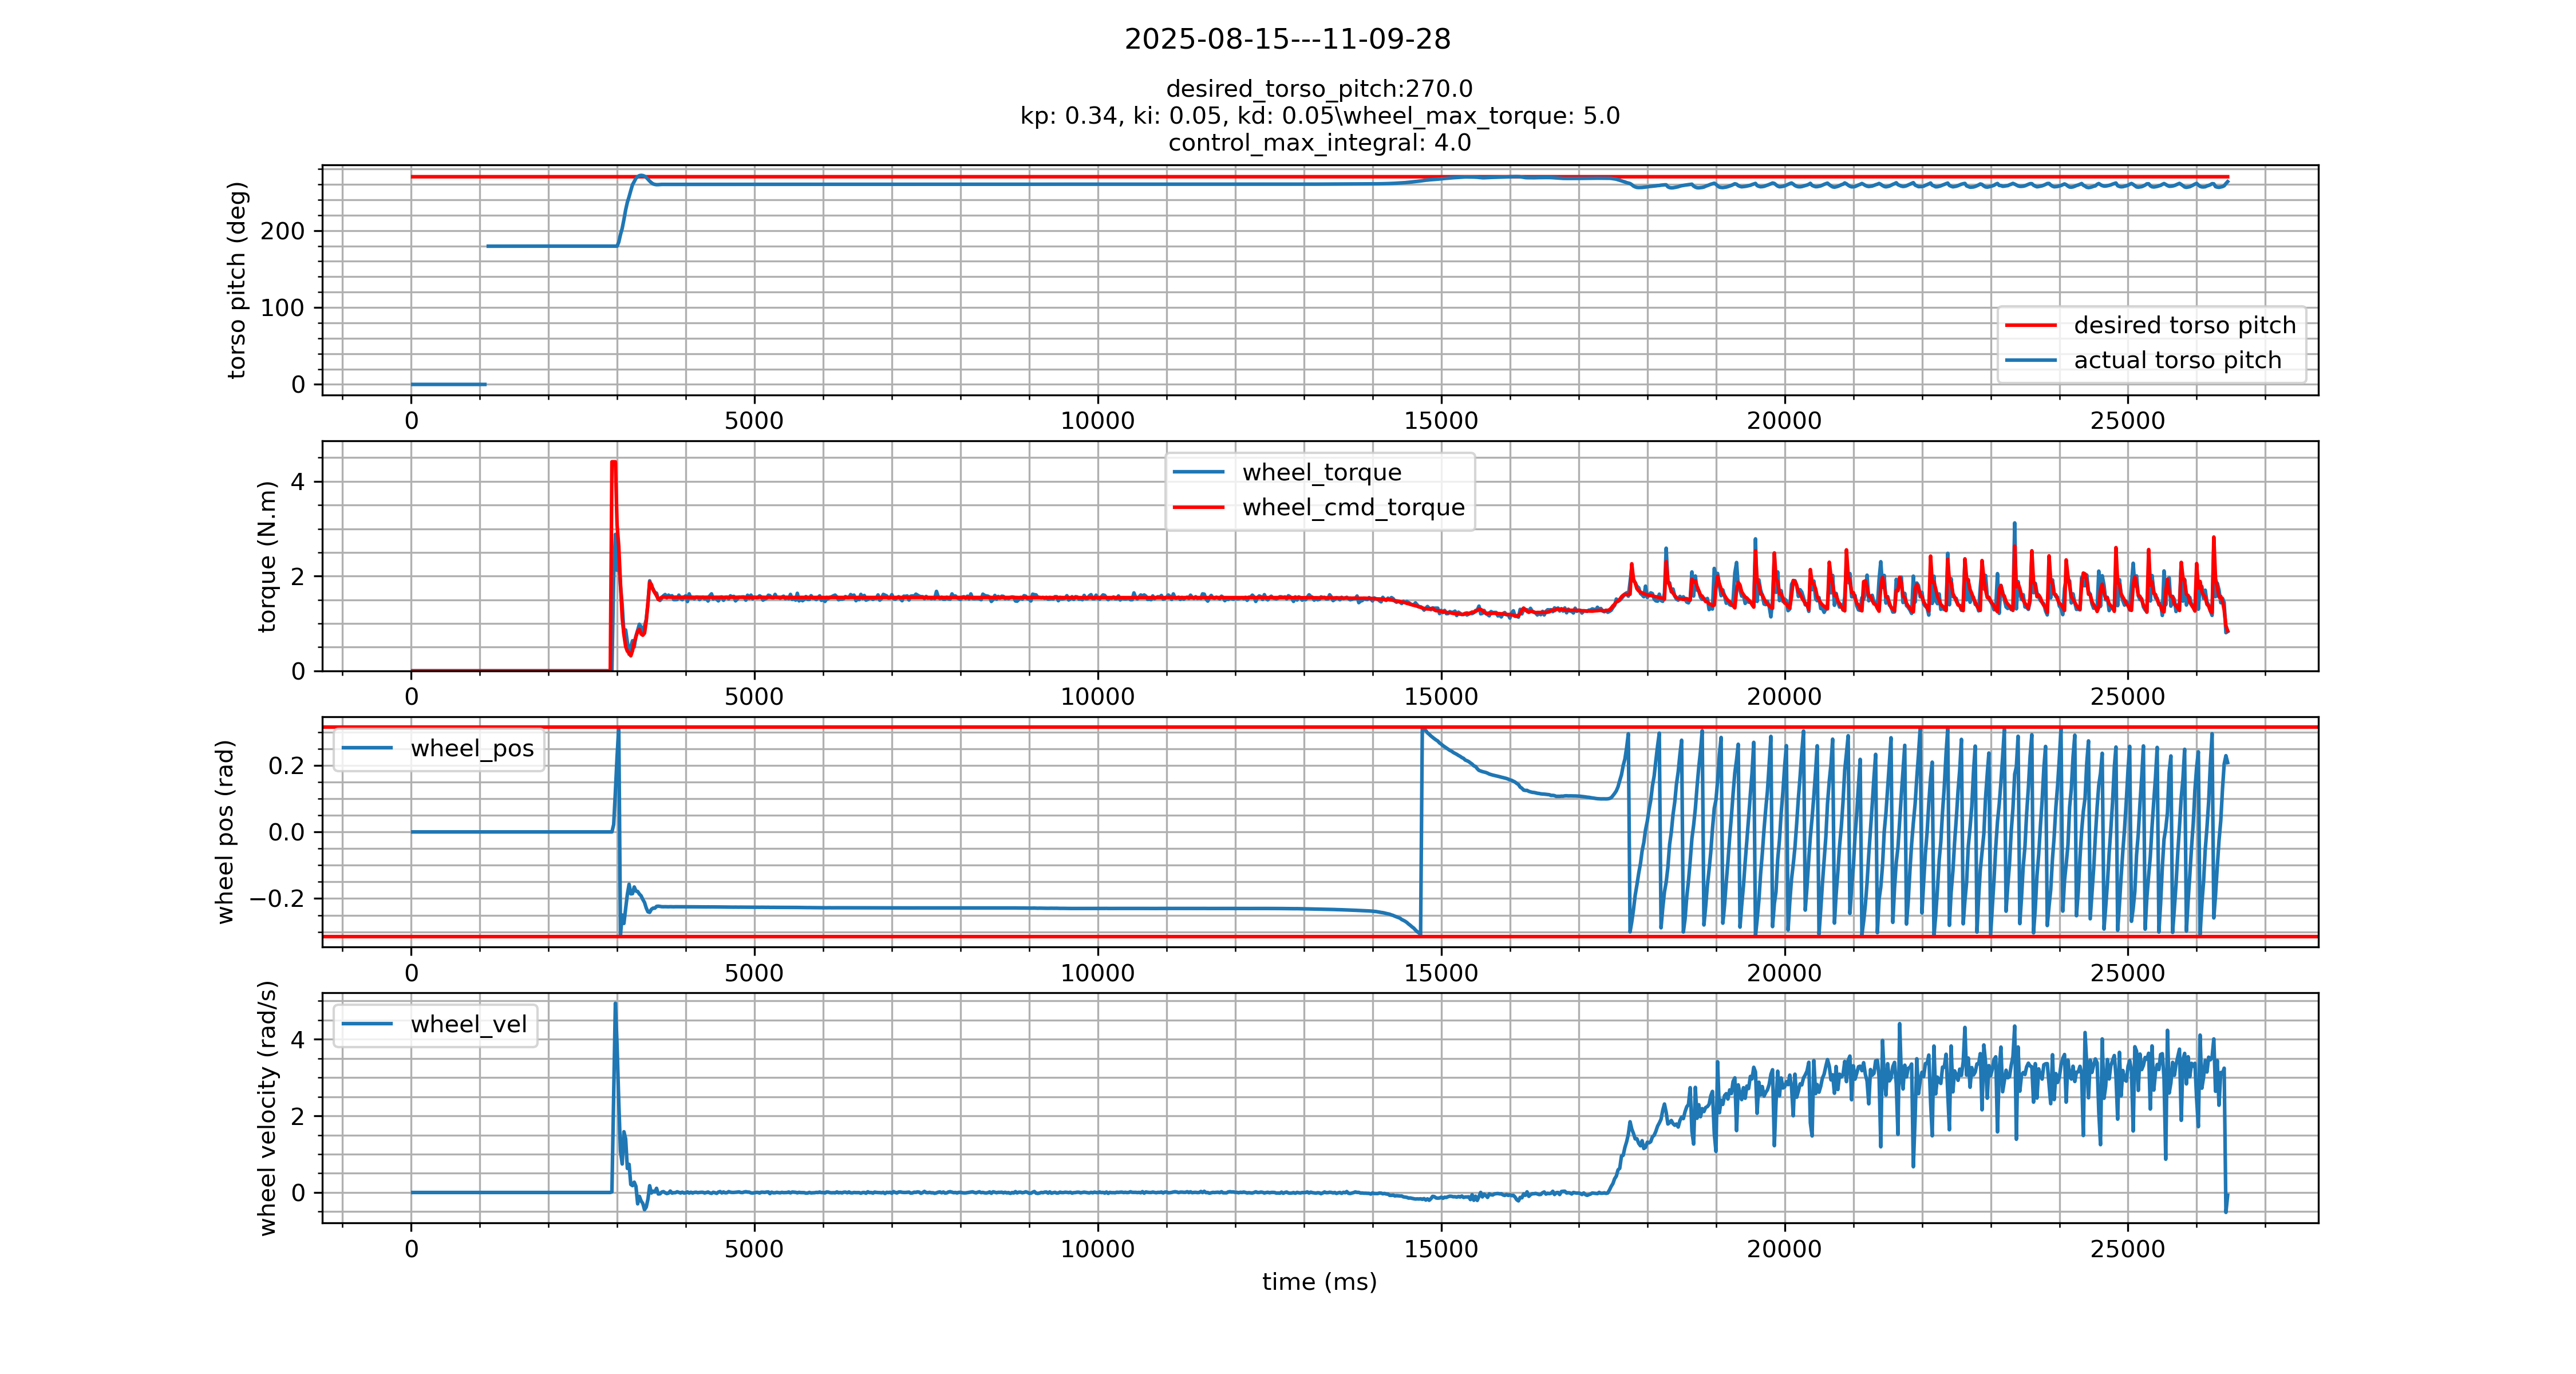 2025-08-15---11-09-28
desired_torso_pitch:270.0
kp: 0.34, ki: 0.05, kd: 0.05\wheel_max_torque: 5.0
control_max_integral: 4.0
torso pitch (deg)
200
100
0
desired torso pitch
actual torso pitch
0 5000 10000 15000 20000 25000
torque (N.m)
4
2
0
wheel_torque
wheel_cmd_torque
0 5000 10000 15000 20000 25000
wheel pos (rad)
0.2
0.0
−0.2
wheel_pos
0 5000 10000 15000 20000 25000
wheel velocity (rad/s)
4
2
0
wheel_vel
0 5000 10000 15000 20000 25000
time (ms)